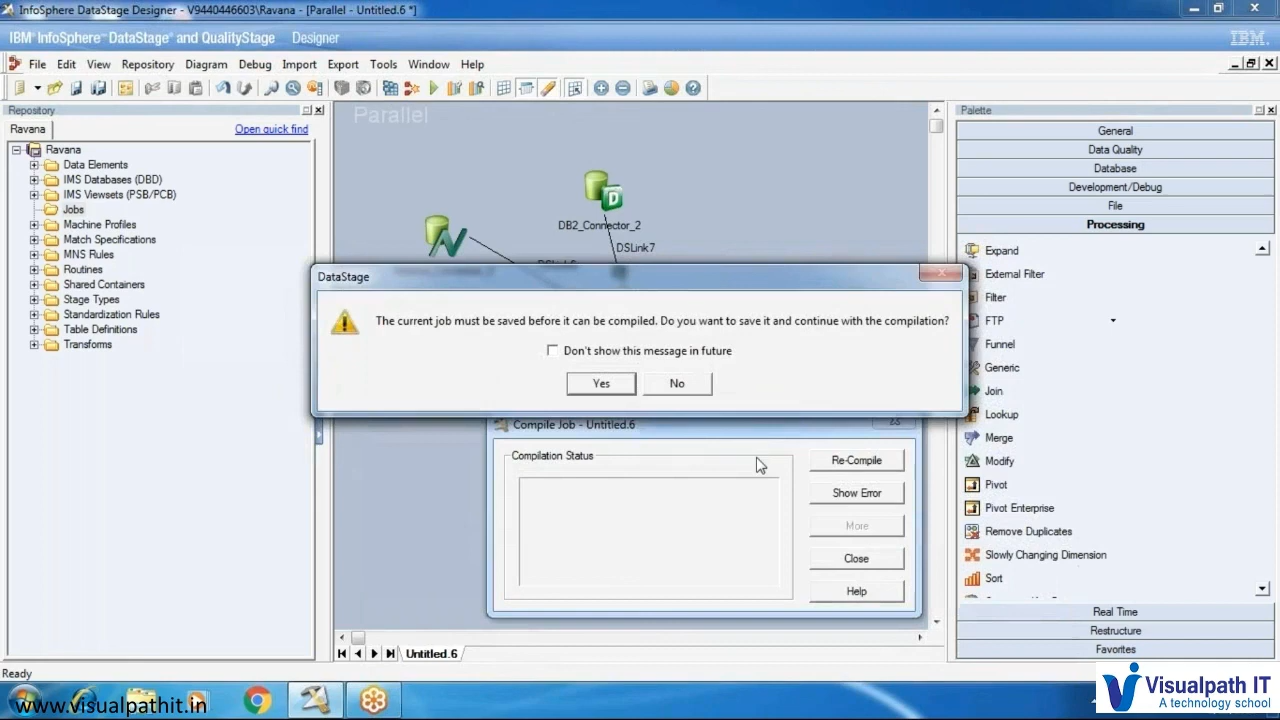 InfoSphere DataStage Designer - V9440446603\Ravana - [Parallel - Untitled.6 *]
IBM® InfoSphere™ DataStage® and QualityStage Designer
IBM.
File Edit View Repository Diagram Debug Import Export Tools Window Help
Repository
Ravana
Open quick find
Ravana
Data Elements
IMS Databases (DBD)
IMS Viewsets (PSB/PCB)
Jobs
Machine Profiles
Match Specifications
MNS Rules
Routines
Shared Containers
Stage Types
Standardization Rules
Table Definitions
Transforms
Parallel
DB2_Connector_2
DSLink7
DataStage
The current job must be saved before it can be compiled. Do you want to save it and continue with the compilation?
Don't show this message in future
Yes
No
Compile Job - Untitled.6
Compilation Status
Re-Compile
Show Error
More
Close
Help
Untitled.6
Palette
General
Data Quality
Database
Development/Debug
File
Processing
Expand
External Filter
Filter
FTP
Funnel
Generic
Join
Lookup
Merge
Modify
Pivot
Pivot Enterprise
Remove Duplicates
Slowly Changing Dimension
Sort
Real Time
Restructure
Favorites
Ready
www.visualpathit.in
Visualpath IT
A technology school